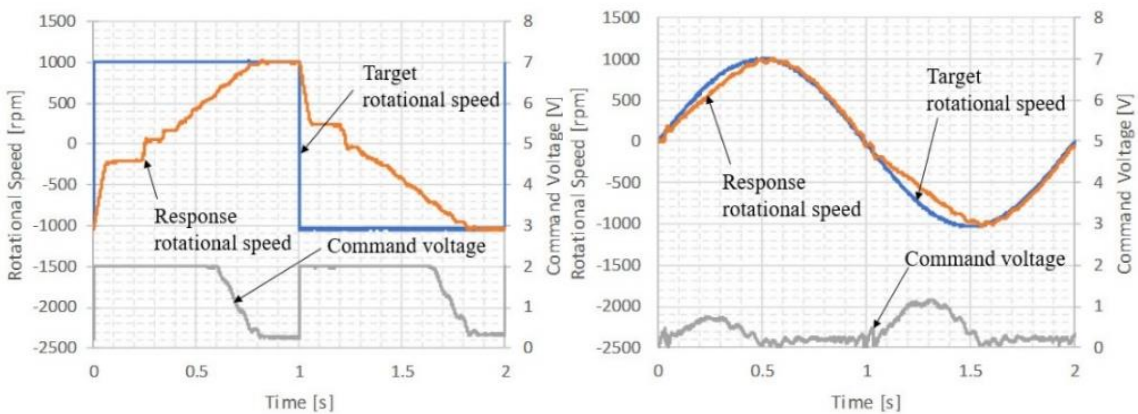 1500
1000
500
0
-500
-1000
-1500
-2000
-2500
Rotational Speed [rpm]
8
7
6
5
4
3
2
1
0
Command Voltage [V]
Target
rotational speed
Response
rotational speed
Command voltage
0
0.5
1
1.5
2
Time [s]
1500
1000
500
0
-500
-1000
-1500
-2000
-2500
Rotational Speed [rpm]
8
7
6
5
4
3
2
1
0
Command Voltage [V]
Target
rotational speed
Response
rotational speed
Command voltage
0
0.5
1
1.5
2
Time [s]